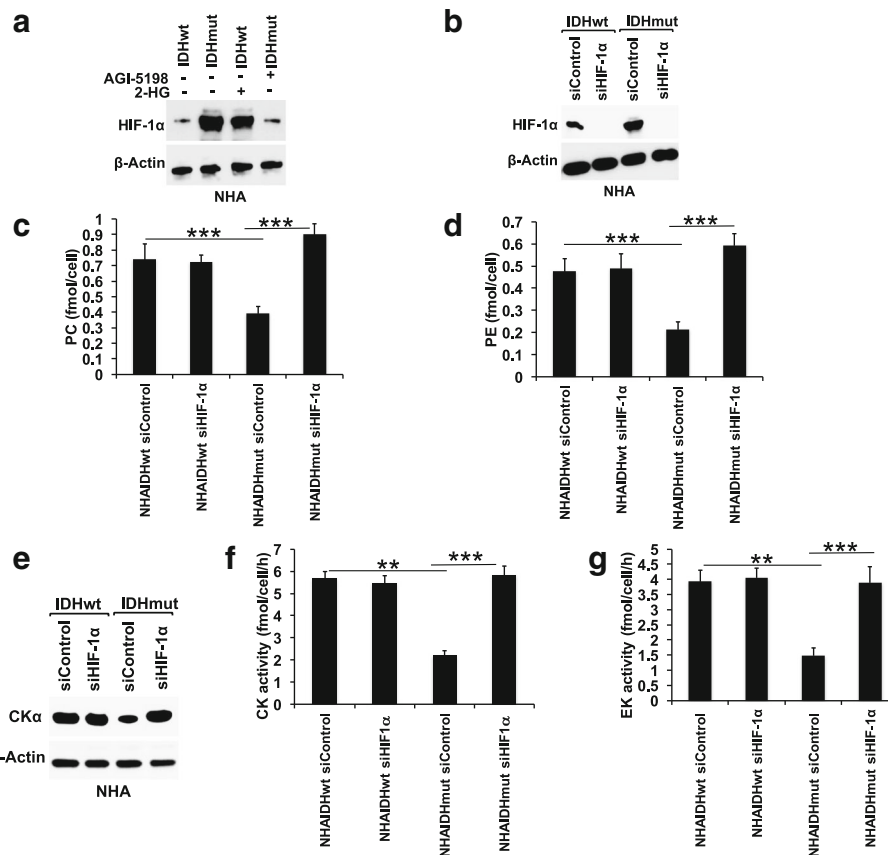 a
IDHwt
IDHmut
IDHwt
IDHmut
AGI-5198 - - - +
2-HG - - + -
HIF-1α
β-Actin
NHA
b
IDHwt IDHmut
siControl
siHIF-1α
siControl
siHIF-1α
HIF-1α
β-Actin
NHA
c
PC (fmol/cell)
1
0.9
0.8
0.7
0.6
0.5
0.4
0.3
0.2
0.1
0
*** ***
NHAIDHwt siControl
NHAIDHwt siHIF-1α
NHAIDHmut siControl
NHAIDHmut siHIF-1α
d
PE (fmol/cell)
0.7
0.6
0.5
0.4
0.3
0.2
0.1
0
*** ***
NHAIDHwt siControl
NHAIDHwt siHIF-1α
NHAIDHmut siControl
NHAIDHmut siHIF-1α
e
IDHwt IDHmut
siControl
siHIF-1α
siControl
siHIF-1α
CKα
-Actin
NHA
f
CK activity (fmol/cell/h)
7
6
5
4
3
2
1
0
** ***
NHAIDHwt siControl
NHAIDHwt siHIF1α
NHAIDHmut siControl
NHAIDHmut siHIF1α
g
EK activity (fmol/cell/h)
5
4.5
4
3.5
3
2.5
2
1.5
1
0.5
0
** ***
NHAIDHwt siControl
NHAIDHwt siHIF-1α
NHAIDHmut siControl
NHAIDHmut siHIF-1α